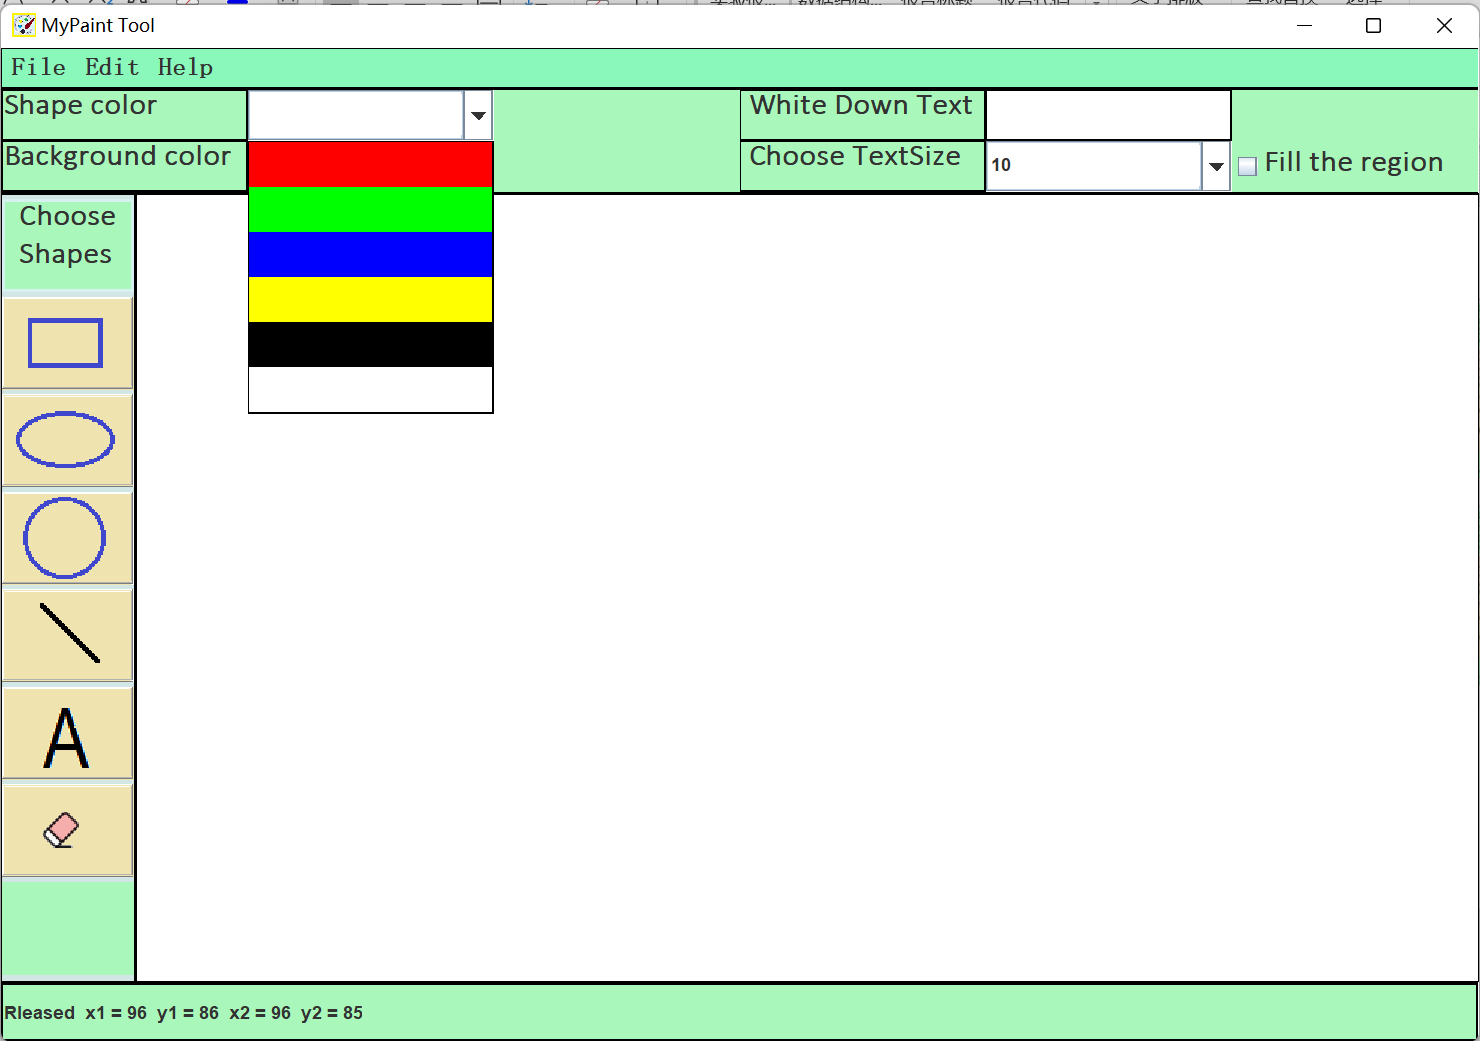 MyPaint Tool
File Edit Help
Shape color
White Down Text
Background color
Choose TextSize
10
Fill the region
Choose
Shapes
A
Rleased x1 = 96 y1 = 86 x2 = 96 y2 = 85